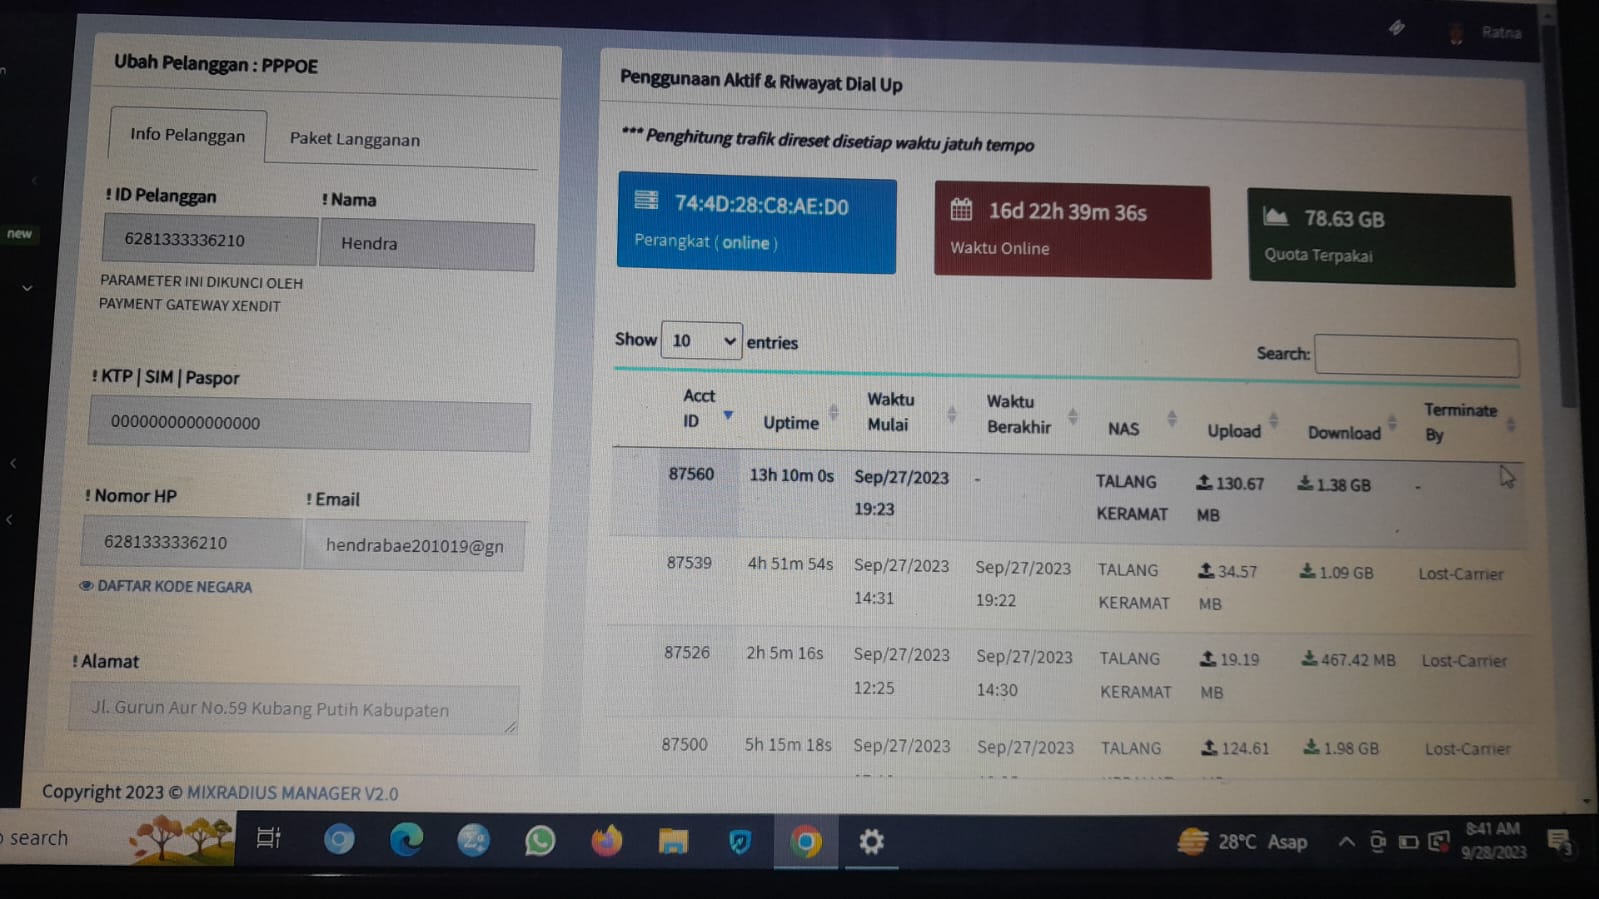 Ratna
Ubah Pelanggan : PPPOE
Info Pelanggan
Paket Langganan
! ID Pelanggan
! Nama
6281333336210
Hendra
PARAMETER INI DIKUNCI OLEH
PAYMENT GATEWAY XENDIT
! KTP | SIM | Paspor
0000000000000000
! Nomor HP
! Email
6281333336210
hendrabae201019@gn
DAFTAR KODE NEGARA
! Alamat
Jl. Gurun Aur No.59 Kubang Putih Kabupaten
new
Penggunaan Aktif & Riwayat Dial Up
*** Penghitung trafik direset disetiap waktu jatuh tempo
74:4D:28:C8:AE:D0
Perangkat ( online )
16d 22h 39m 36s
Waktu Online
78.63 GB
Quota Terpakai
Show 10 entries
Search:
Acct ID Uptime Waktu Mulai Waktu Berakhir NAS Upload Download Terminate By
87560 13h 10m 0s Sep/27/2023 - TALANG 130.67 1.38 GB -
19:23 KERAMAT MB
87539 4h 51m 54s Sep/27/2023 Sep/27/2023 TALANG 34.57 1.09 GB Lost-Carrier
14:31 19:22 KERAMAT MB
87526 2h 5m 16s Sep/27/2023 Sep/27/2023 TALANG 19.19 467.42 MB Lost-Carrier
12:25 14:30 KERAMAT MB
87500 5h 15m 18s Sep/27/2023 Sep/27/2023 TALANG 124.61 1.98 GB Lost-Carrier
Copyright 2023 © MIXRADIUS MANAGER V2.0
search
28°C Asap
8:41 AM
9/28/2023
3